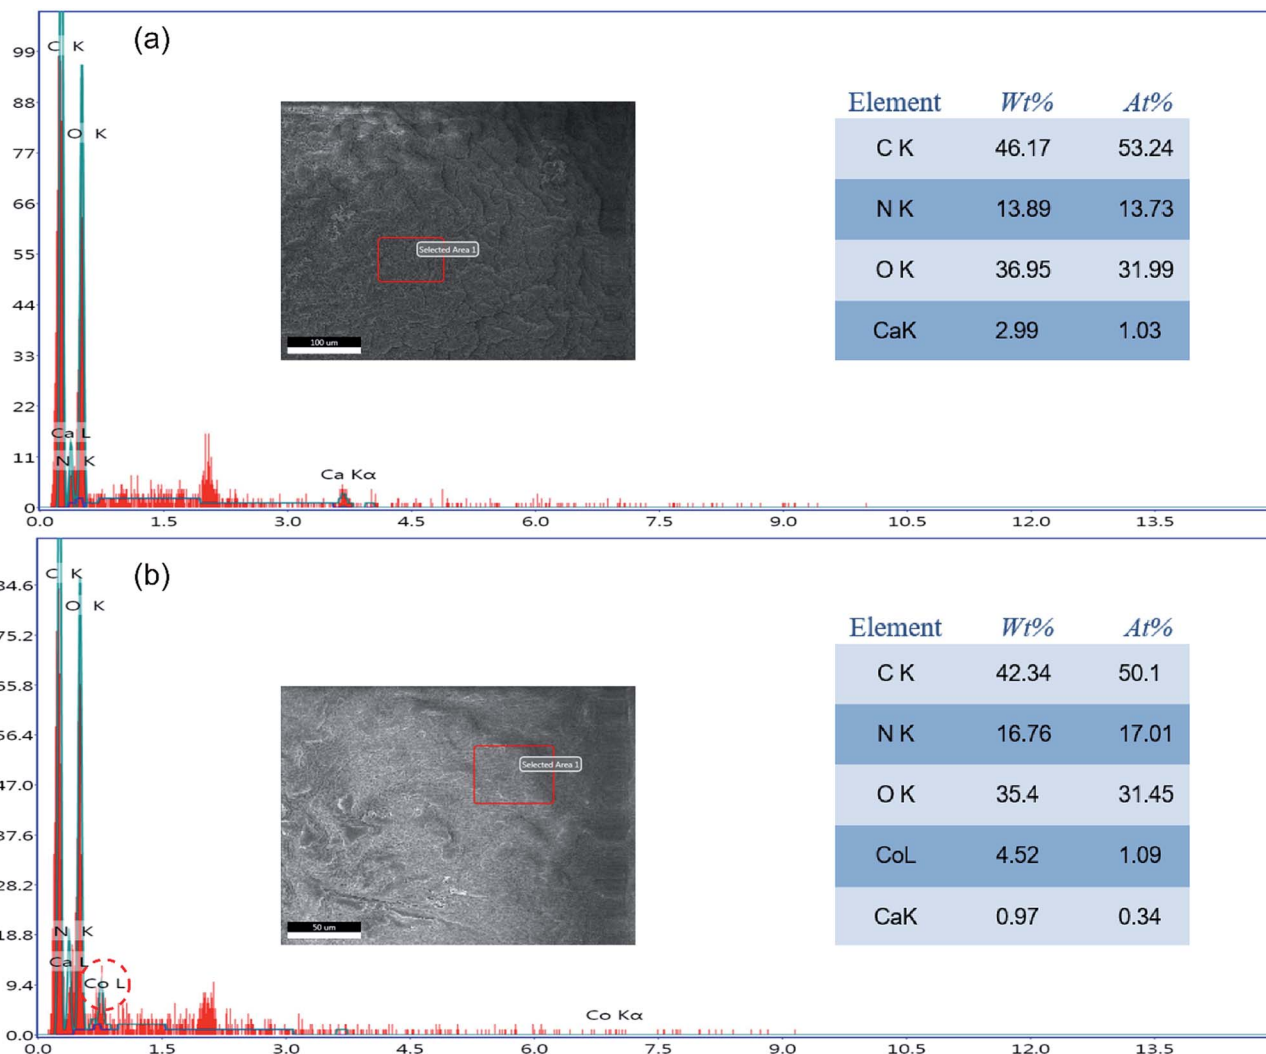 (a)
C K
O K
Ca L
N K
Ca Kα
99
88
77
66
55
44
33
22
11
0
0.0 1.5 3.0 4.5 6.0 7.5 9.0 10.5 12.0 13.5
Selected Area 1
100 um
Element Wt% At%
C K 46.17 53.24
N K 13.89 13.73
O K 36.95 31.99
CaK 2.99 1.03
(b)
C K
O K
N K
Ca L
Co L
Co Kα
34.6
75.2
65.8
56.4
47.0
37.6
28.2
18.8
9.4
0.0
0.0 1.5 3.0 4.5 6.0 7.5 9.0 10.5 12.0 13.5
Selected Area 1
50 um
Element Wt% At%
C K 42.34 50.1
N K 16.76 17.01
O K 35.4 31.45
CoL 4.52 1.09
CaK 0.97 0.34